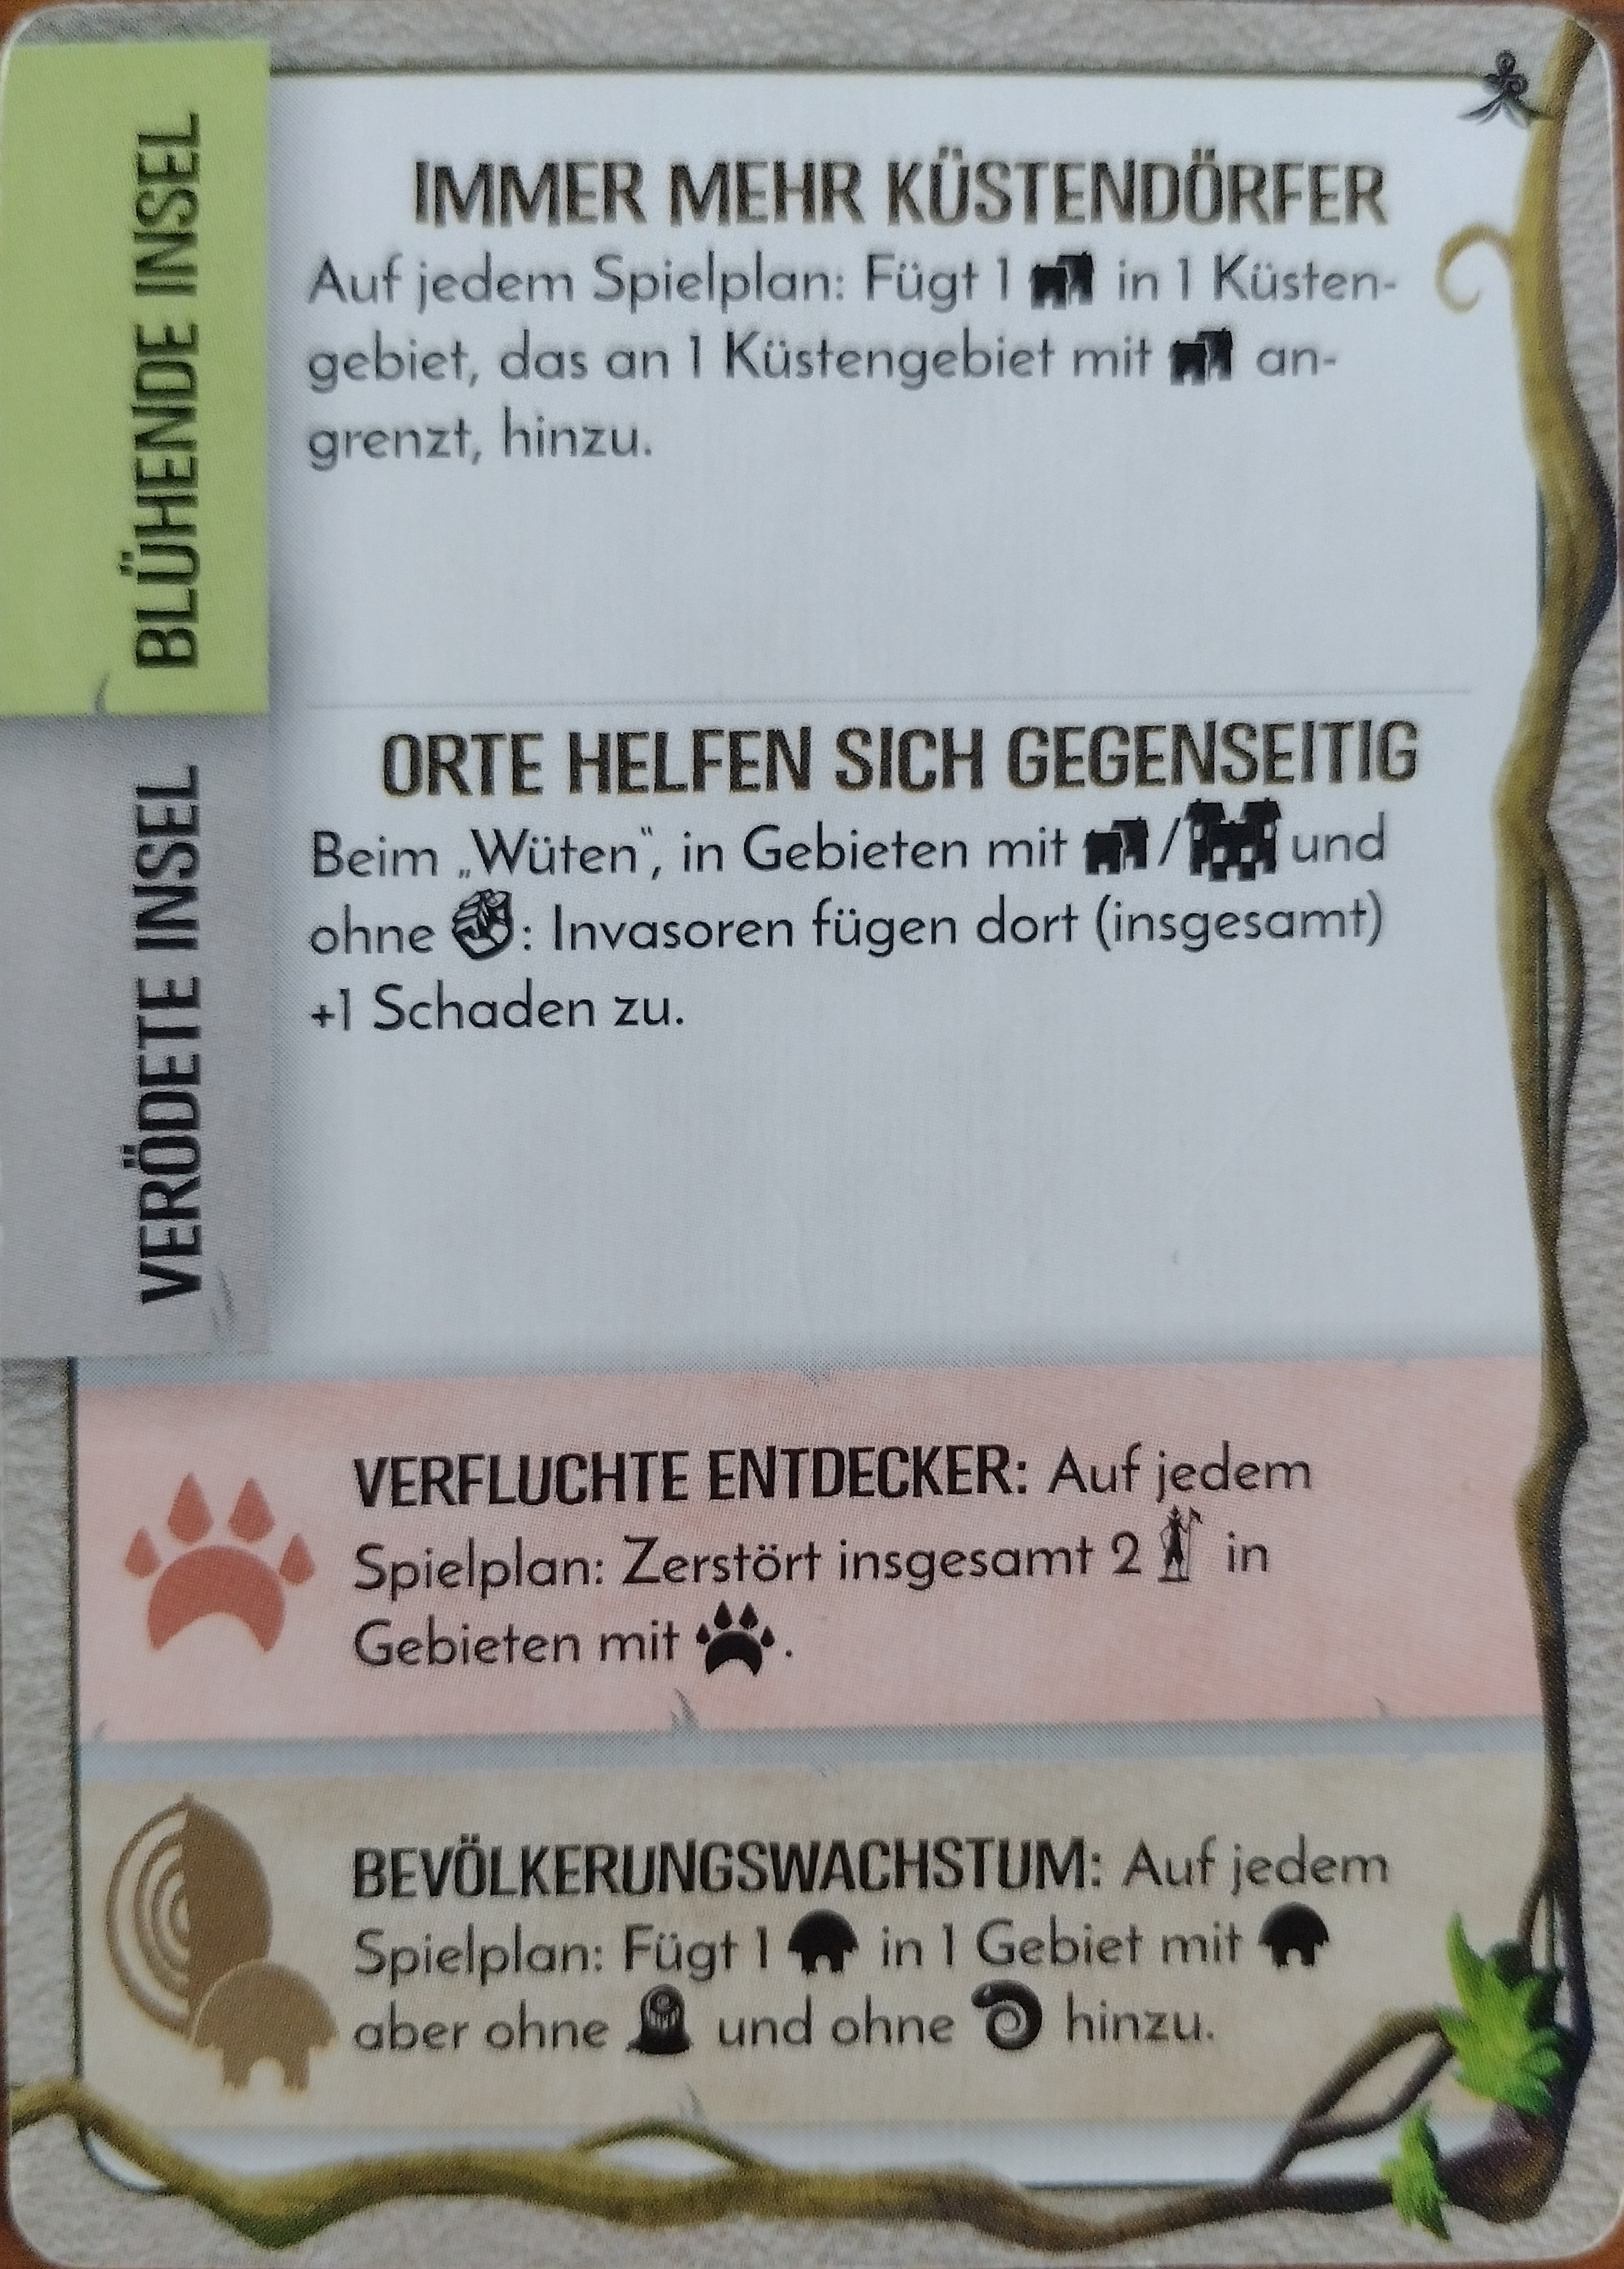 BLÜHENDE INSEL
IMMER MEHR KÜSTENDÖRFER
Auf jedem Spielplan: Fügt 1 in 1 Küsten-
gebiet, das an 1 Küstengebiet mit an-
grenzt, hinzu.
VERÖDETE INSEL
ORTE HELFEN SICH GEGENSEITIG
Beim „Wüten“, in Gebieten mit / und
ohne : Invasoren fügen dort (insgesamt)
+1 Schaden zu.
VERFLUCHTE ENTDECKER: Auf jedem
Spielplan: Zerstört insgesamt 2 in
Gebieten mit .
BEVÖLKERUNGSWACHSTUM: Auf jedem
Spielplan: Fügt 1 in 1 Gebiet mit
aber ohne und ohne hinzu.